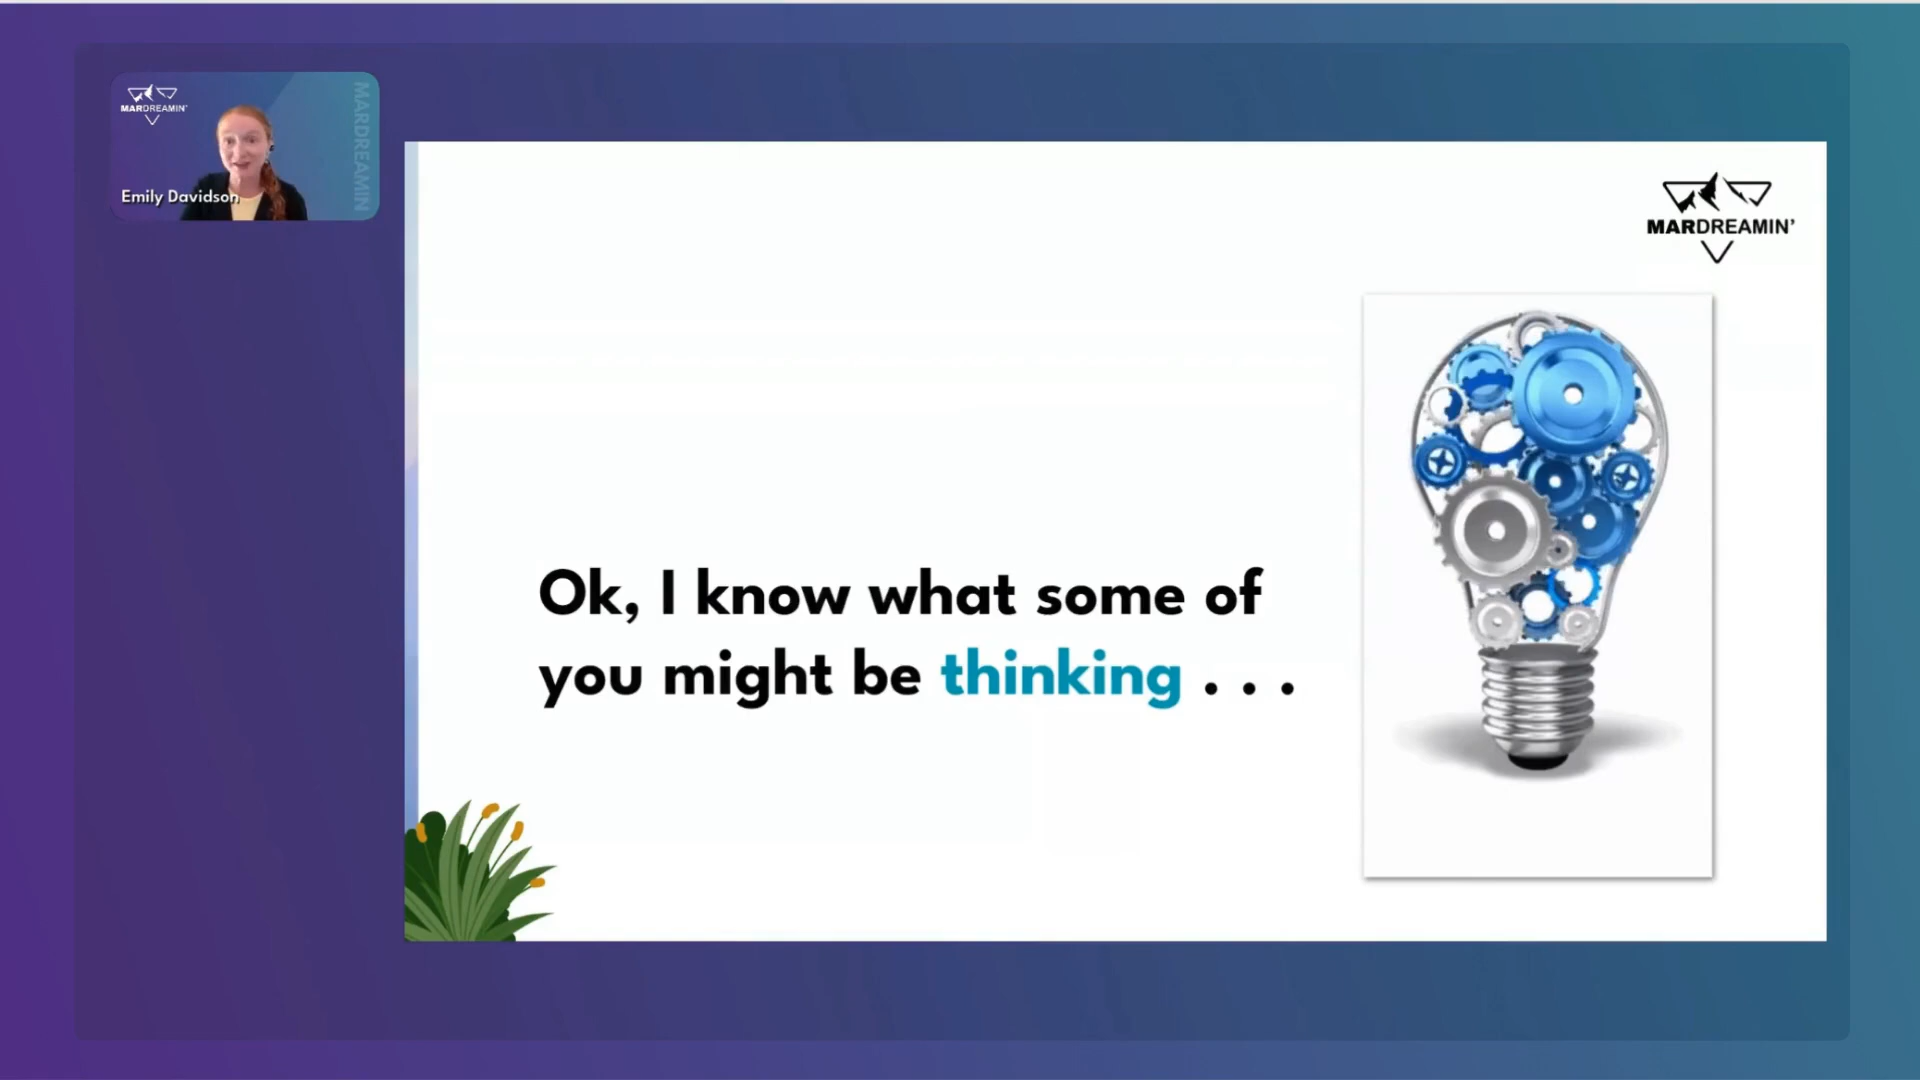 MARDREAMIN'
MARDREAMIN
Emily Davidson
MARDREAMIN'
Ok, I know what some of
you might be thinking . . .